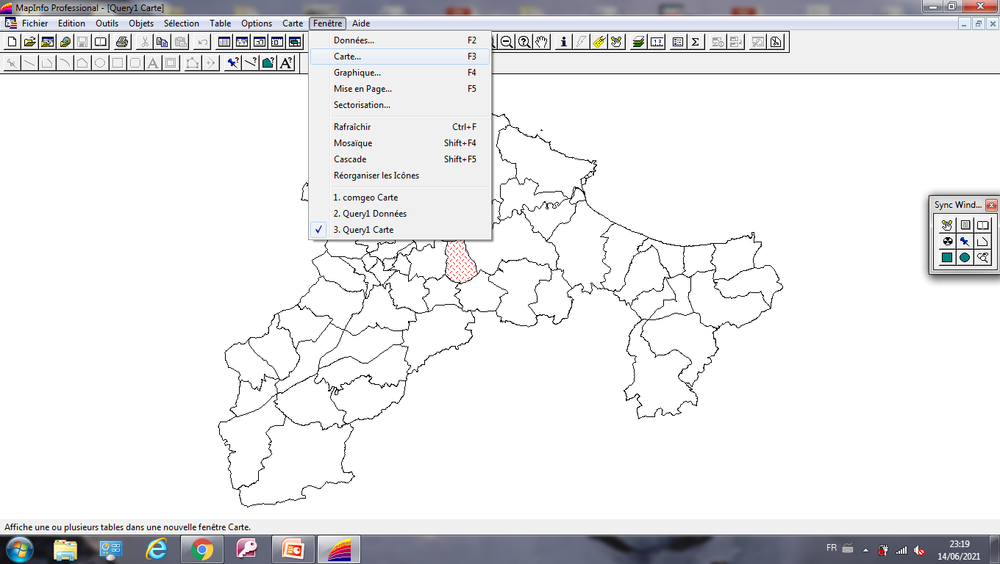 MapInfo Professional - [Query1 Carte]
Fichier Edition Outils Objets Sélection Table Options Carte Fenêtre Aide
Données... F2
Carte... F3
Graphique... F4
Mise en Page... F5
Sectorisation...
Rafraîchir Ctrl+F
Mosaïque Shift+F4
Cascade Shift+F5
Réorganiser les Icônes
1. comgeo Carte
2. Query1 Données
3. Query1 Carte
Sync Wind...
Affiche une ou plusieurs tables dans une nouvelle fenêtre Carte.
FR
23:19
14/06/2021